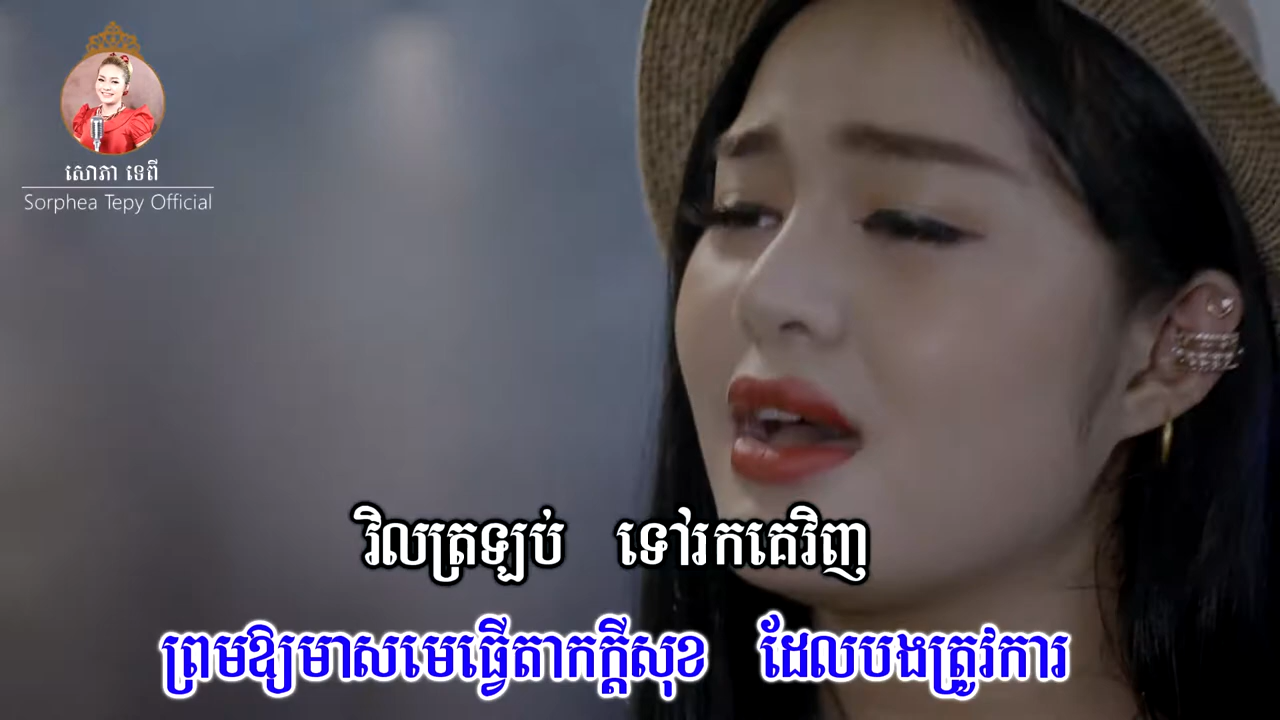 សោភា ទេពី
Sorphea Tepy Official
វិលត្រឡប់ ទៅរកគេវិញ
ព្រមឱ្យមាសមេធ្វើតាកក្ដីសុខ ដែលបងត្រូវការ